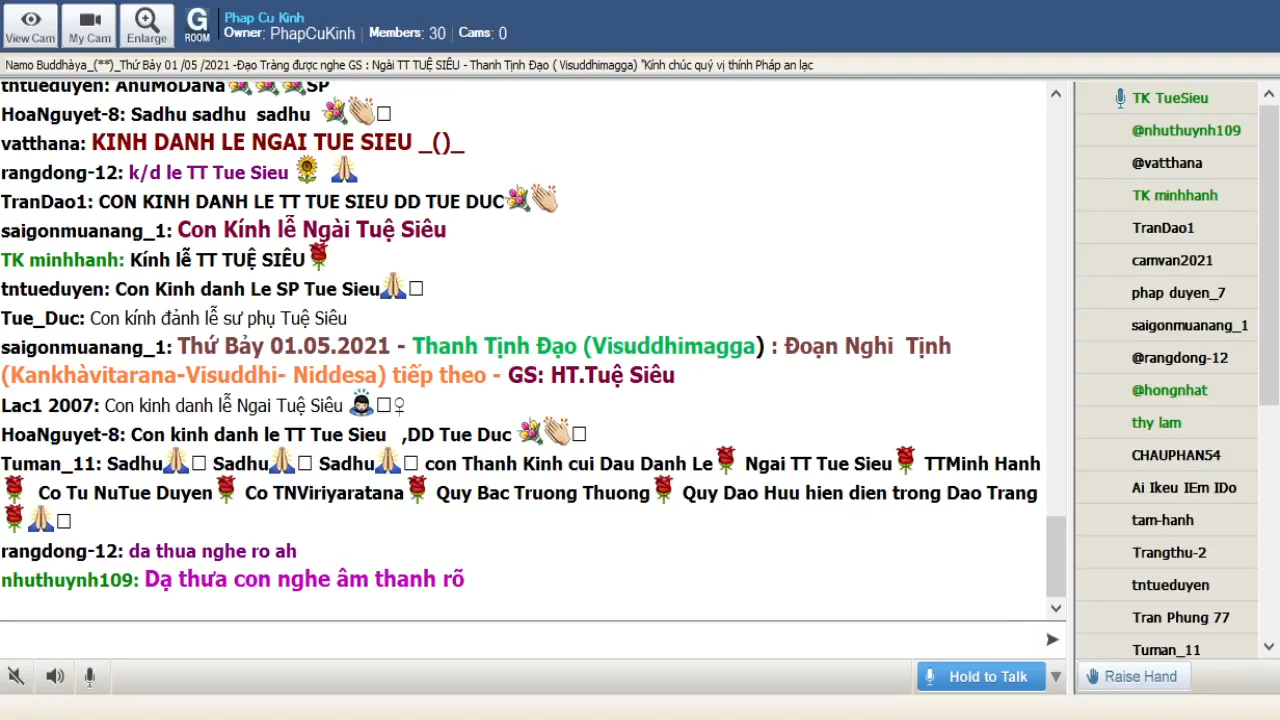 View Cam
My Cam
Enlarge
G
ROOM
Phap Cu Kinh
Owner: PhapCuKinh | Members: 30 | Cams: 0
Namo Buddhàya_(**)_Thứ Bảy 01 /05 /2021 -Đạo Tràng được nghe GS : Ngài TT TUỆ SIÊU - Thanh Tịnh Đạo ( Visuddhimagga) "Kính chúc quý vị thính Pháp an lạc
tntueduyen: AnuMoDaNa SP
HoaNguyet-8: Sadhu sadhu sadhu
vatthana: KINH DANH LE NGAI TUE SIEU _()_
rangdong-12: k/d le TT Tue Sieu
TranDao1: CON KINH DANH LE TT TUE SIEU DD TUE DUC
saigonmuanang_1: Con Kính lễ Ngài Tuệ Siêu
TK minhhanh: Kính lễ TT TUỆ SIÊU
tntueduyen: Con Kinh danh Le SP Tue Sieu
Tue_Duc: Con kính đảnh lễ sư phụ Tuệ Siêu
saigonmuanang_1: Thứ Bảy 01.05.2021 - Thanh Tịnh Đạo (Visuddhimagga) : Đoạn Nghi Tịnh
(Kankhàvitarana-Visuddhi- Niddesa) tiếp theo - GS: HT.Tuệ Siêu
Lac1 2007: Con kinh danh lễ Ngai Tuệ Siêu
HoaNguyet-8: Con kinh danh le TT Tue Sieu ,DD Tue Duc
Tuman_11: Sadhu Sadhu Sadhu con Thanh Kinh cui Dau Danh Le Ngai TT Tue Sieu TTMinh Hanh
Co Tu NuTue Duyen Co TNViriyaratana Quy Bac Truong Thuong Quy Dao Huu hien dien trong Dao Trang
rangdong-12: da thua nghe ro ah
nhuthuynh109: Dạ thưa con nghe âm thanh rõ
Hold to Talk
TK TueSieu
@nhuthuynh109
@vatthana
TK minhhanh
TranDao1
camvan2021
phap duyen_7
saigonmuanang_1
@rangdong-12
@hongnhat
thy lam
CHAUPHAN54
Ai Ikeu IEm IDo
tam-hanh
Trangthu-2
tntueduyen
Tran Phung 77
Tuman_11
Raise Hand